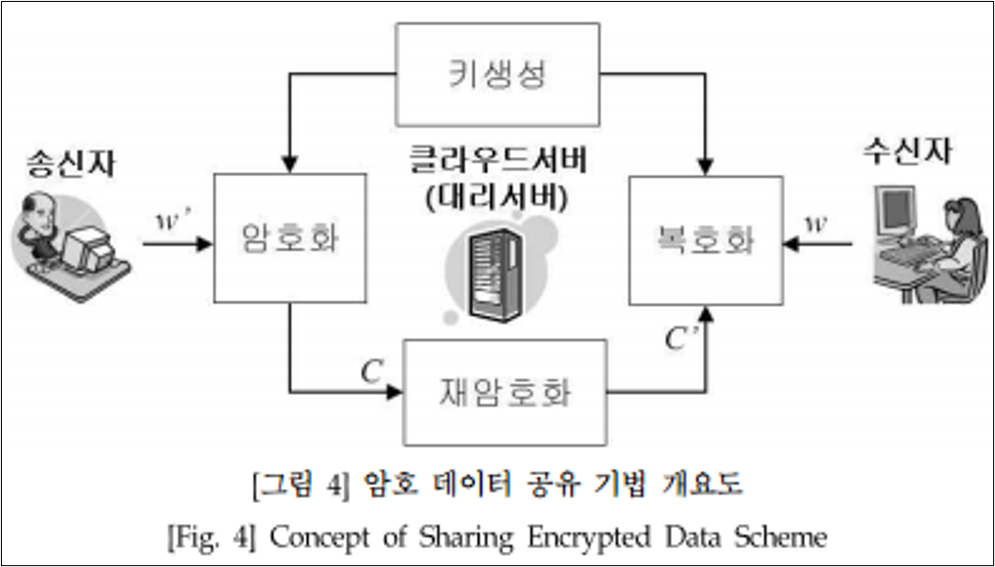 키생성
클라우드서버
(대리서버)
송신자
수신자
w'
암호화
복호화
w
C
C'
재암호화
[그림 4] 암호 데이터 공유 기법 개요도
[Fig. 4] Concept of Sharing Encrypted Data Scheme